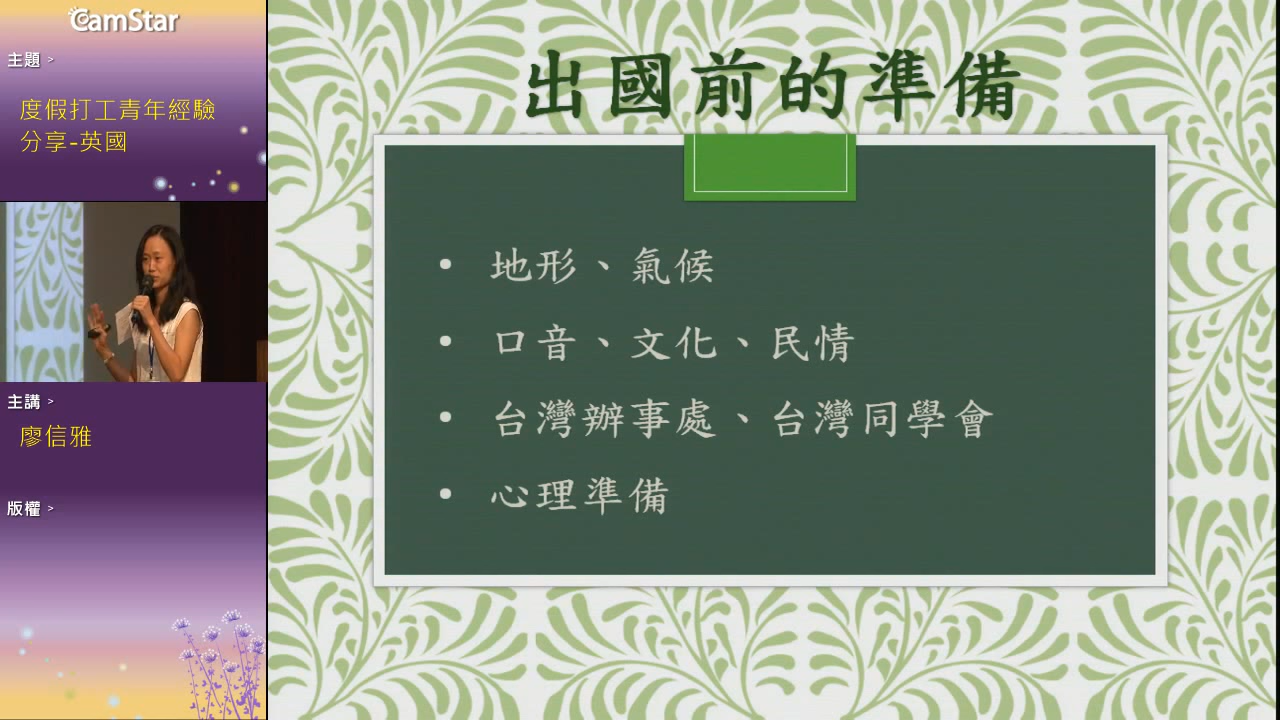 CamStar
主題 >
度假打工青年經驗
分享-英國
主講 >
廖信雅
版權 >
出國前的準備
• 地形、氣候
• 口音、文化、民情
• 台灣辦事處、台灣同學會
• 心理準備